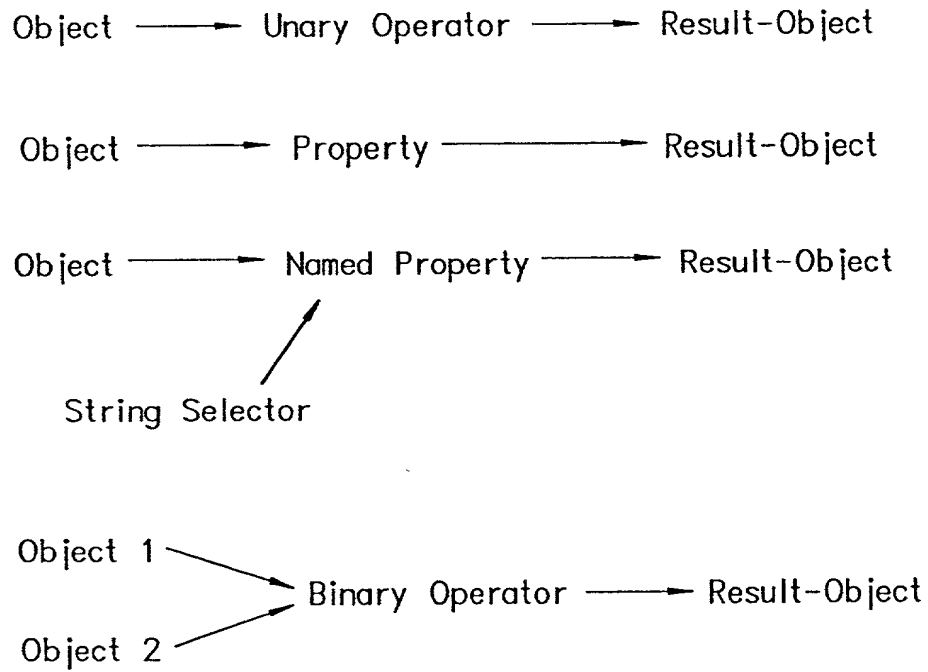 Object Unary Operator Result-Object
Object Property Result-Object
Object Named Property Result-Object
String Selector
Object 1
Binary Operator Result-Object
Object 2